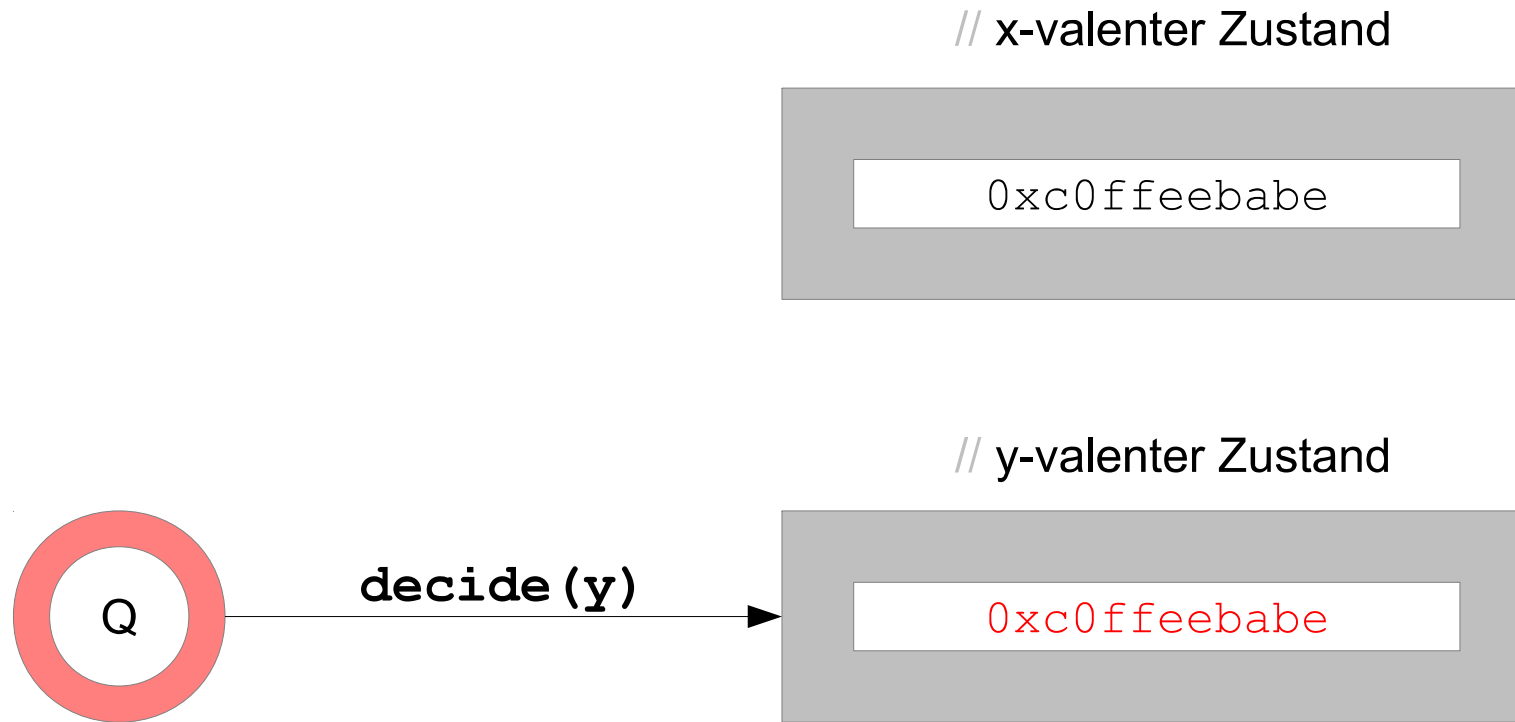 // x-valenter Zustand
0xc0ffeebabe
// y-valenter Zustand
Q
decide(y)
0xc0ffeebabe